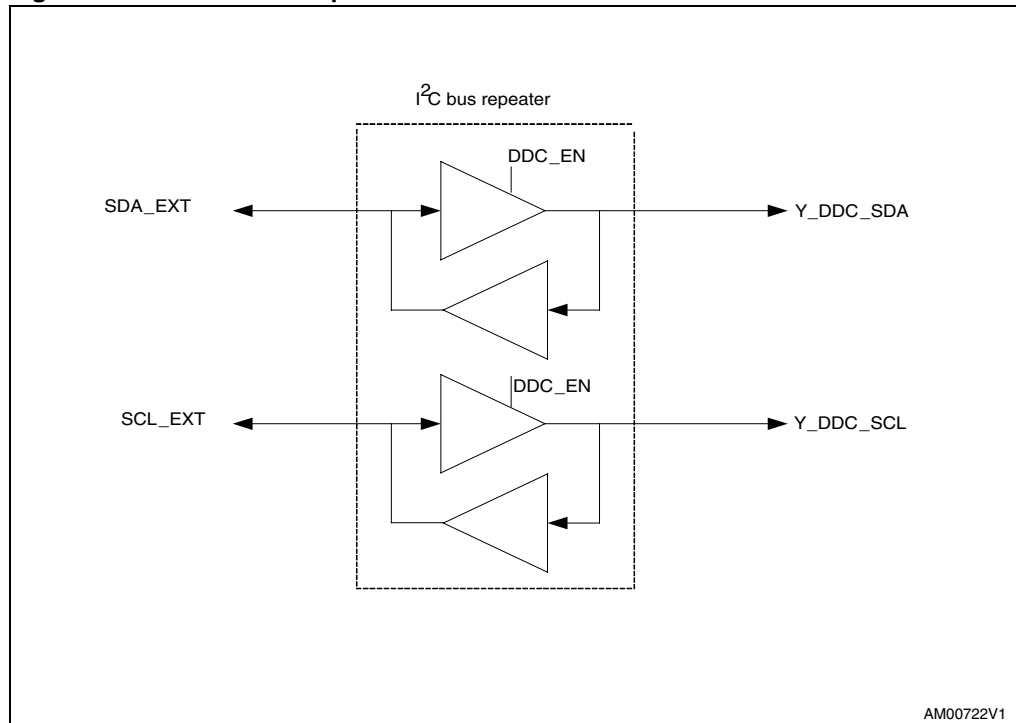 I2C bus repeater
DDC_EN
SDA_EXT
Y_DDC_SDA
DDC_EN
SCL_EXT
Y_DDC_SCL
AM00722V1